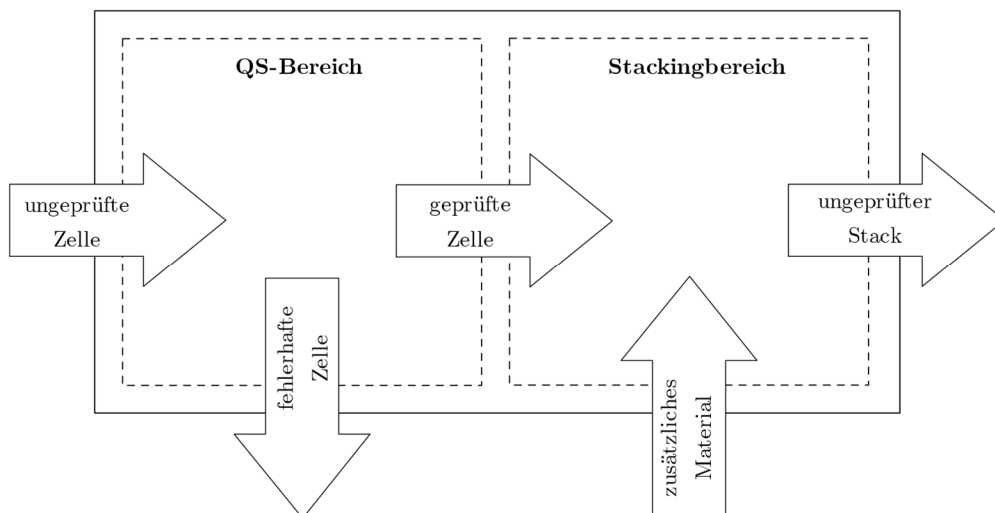 QS-Bereich
Stackingbereich
ungeprüfte
Zelle
geprüfte
Zelle
ungeprüfter
Stack
fehlerhafte
Zelle
zusätzliches
Material